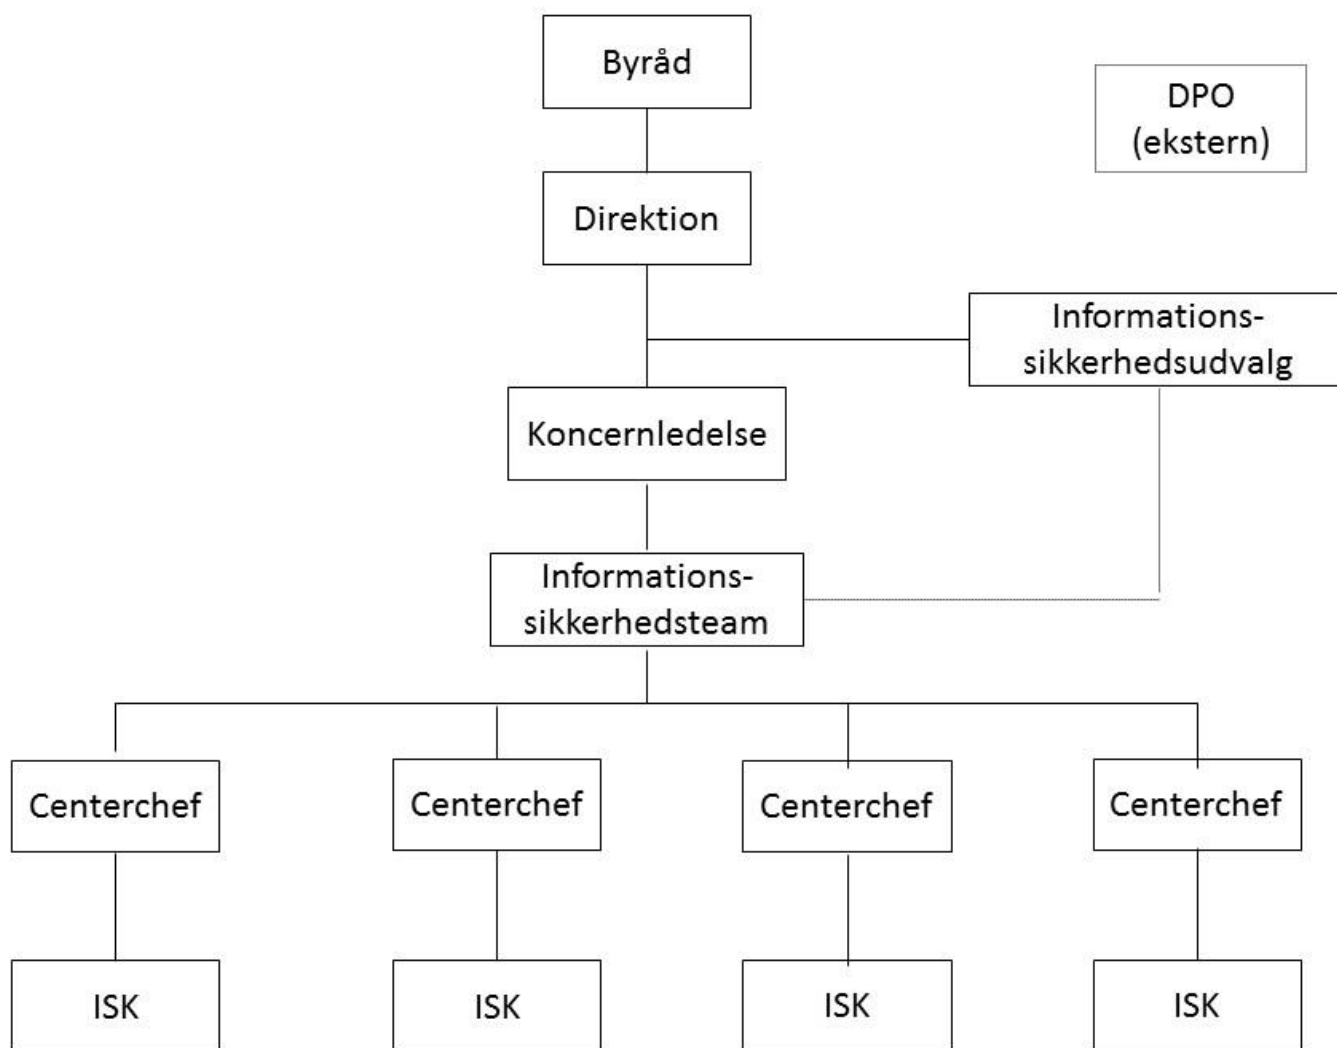 Byråd
DPO
(ekstern)
Direktion
Informations-
sikkerhedsudvalg
Koncernledelse
Informations-
sikkerhedsteam
Centerchef
Centerchef
Centerchef
Centerchef
ISK
ISK
ISK
ISK